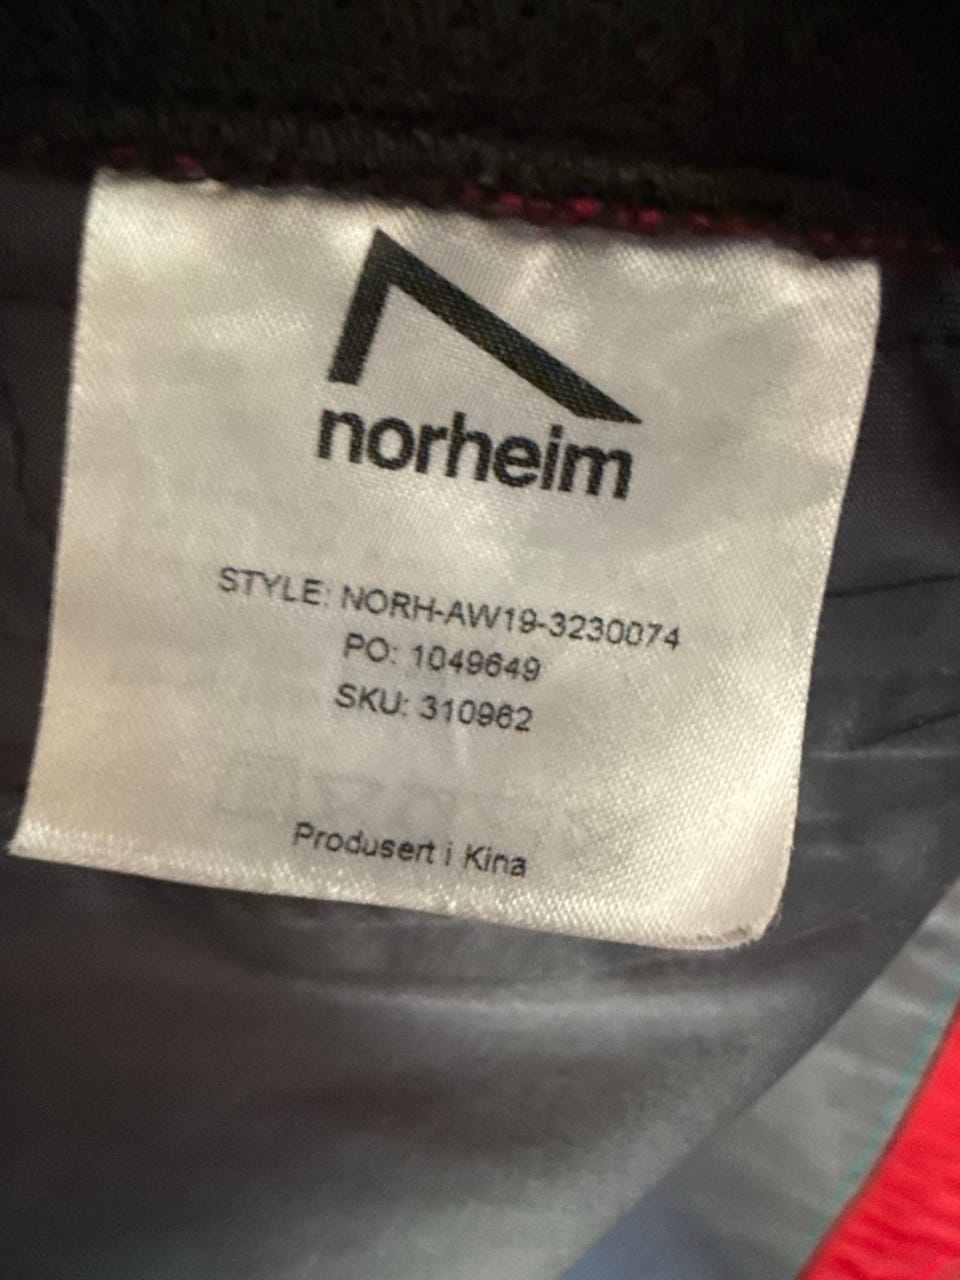 norheim
STYLE: NORH-AW19-3230074
PO: 1049649
SKU: 310962
Produsert i Kina